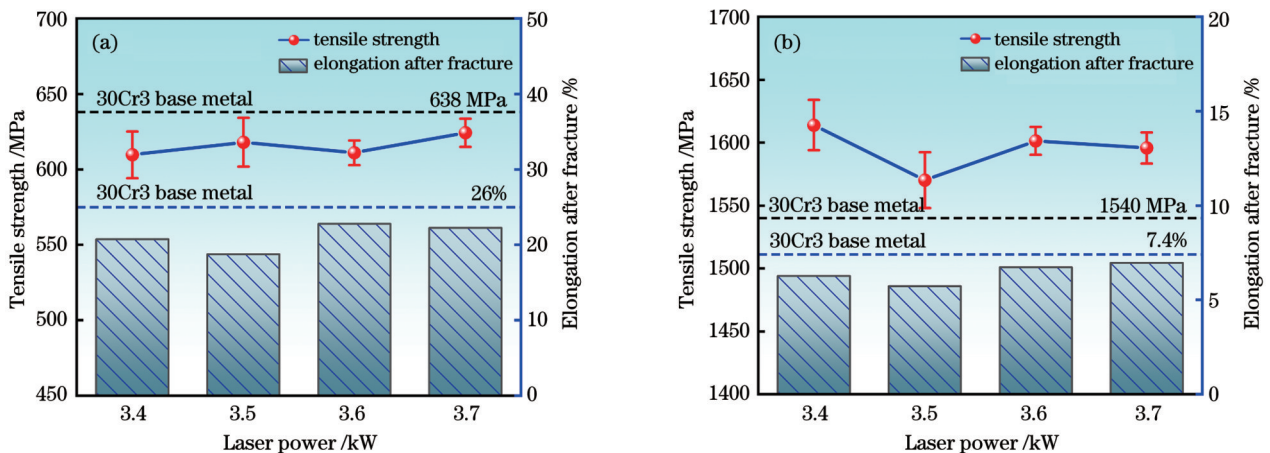 (a)
tensile strength
elongation after fracture
30Cr3 base metal 638 MPa
30Cr3 base metal 26%
700
650
600
550
500
450
Tensile strength /MPa
50
40
30
20
10
0
Elongation after fracture /%
3.4 3.5 3.6 3.7
Laser power /kW
(b)
tensile strength
elongation after fracture
30Cr3 base metal 1540 MPa
30Cr3 base metal 7.4%
1700
1650
1600
1550
1500
1450
1400
Tensile strength /MPa
20
15
10
5
0
Elongation after fracture /%
3.4 3.5 3.6 3.7
Laser power /kW